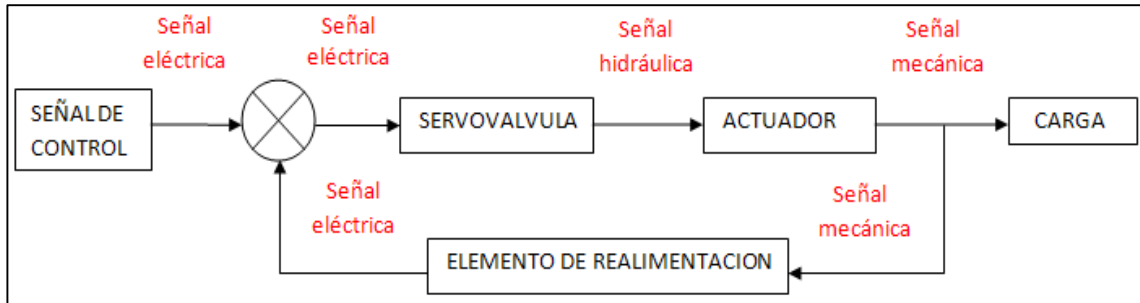 Señal
eléctrica
Señal
eléctrica
Señal
hidráulica
Señal
mecánica
SEÑAL DE
CONTROL
SERVOVALVULA
ACTUADOR
CARGA
Señal
eléctrica
Señal
mecánica
ELEMENTO DE REALIMENTACION